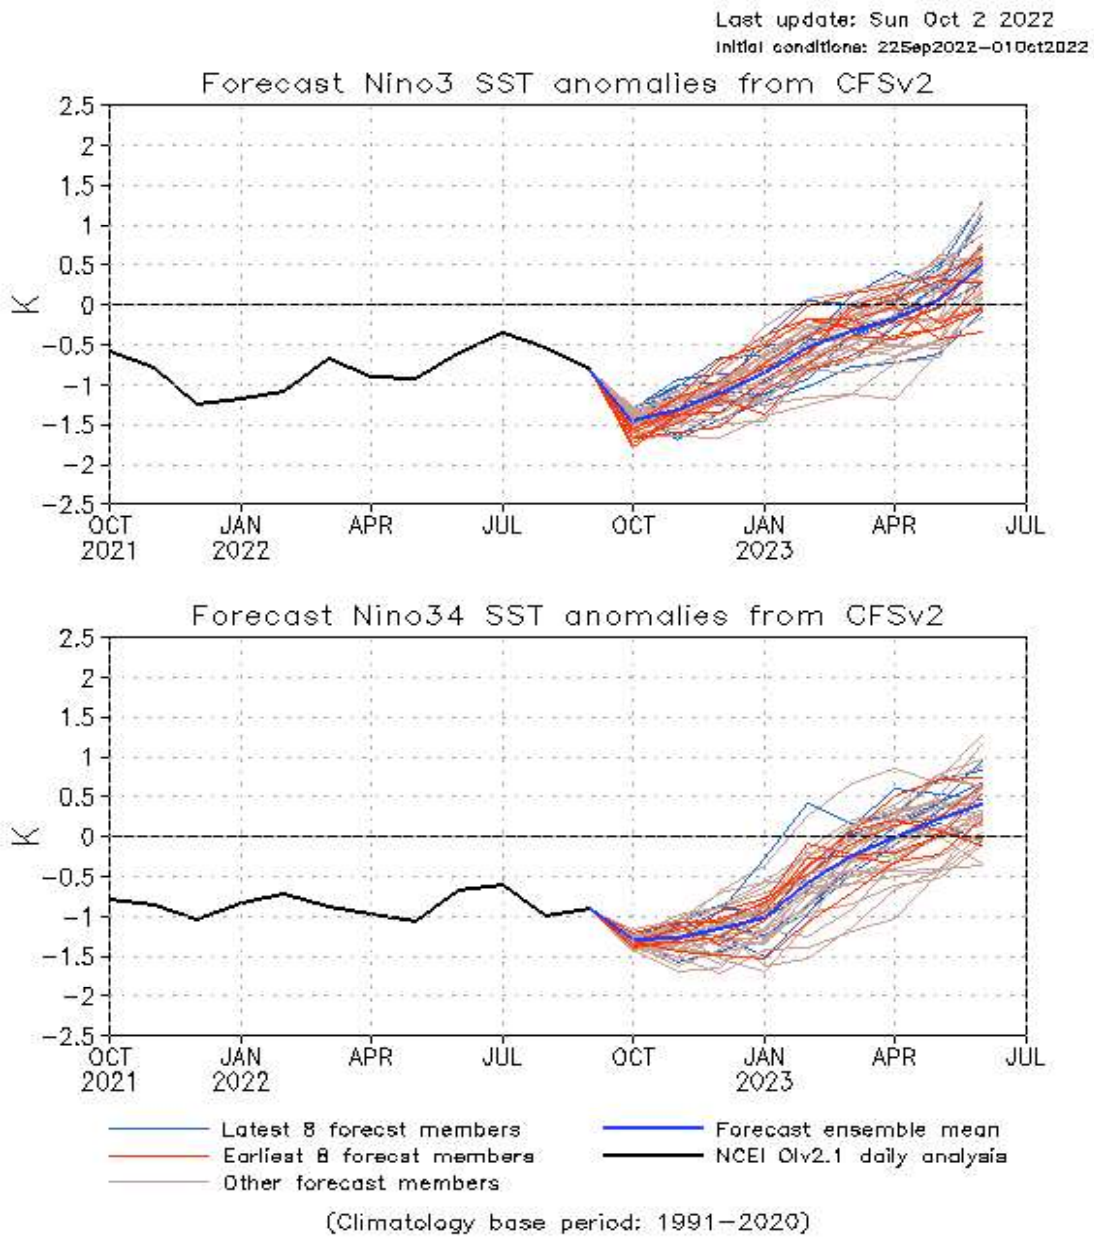 Last update: Sun Oct 2 2022
Initial conditions: 22Sep2022-01Oct2022
Forecast Nino3 SST anomalies from CFSv2
2.5
2
1.5
1
0.5
0
-0.5
-1
-1.5
-2
-2.5
K
OCT JAN APR JUL OCT JAN APR JUL
2021 2022 2023
Forecast Nino34 SST anomalies from CFSv2
2.5
2
1.5
1
0.5
0
-0.5
-1
-1.5
-2
-2.5
K
OCT JAN APR JUL OCT JAN APR JUL
2021 2022 2023
Latest 8 forecst members Forecast ensemble mean
Earliest 8 forecst members NCEI OIv2.1 daily analysis
Other forecast members
(Climatology base period: 1991-2020)